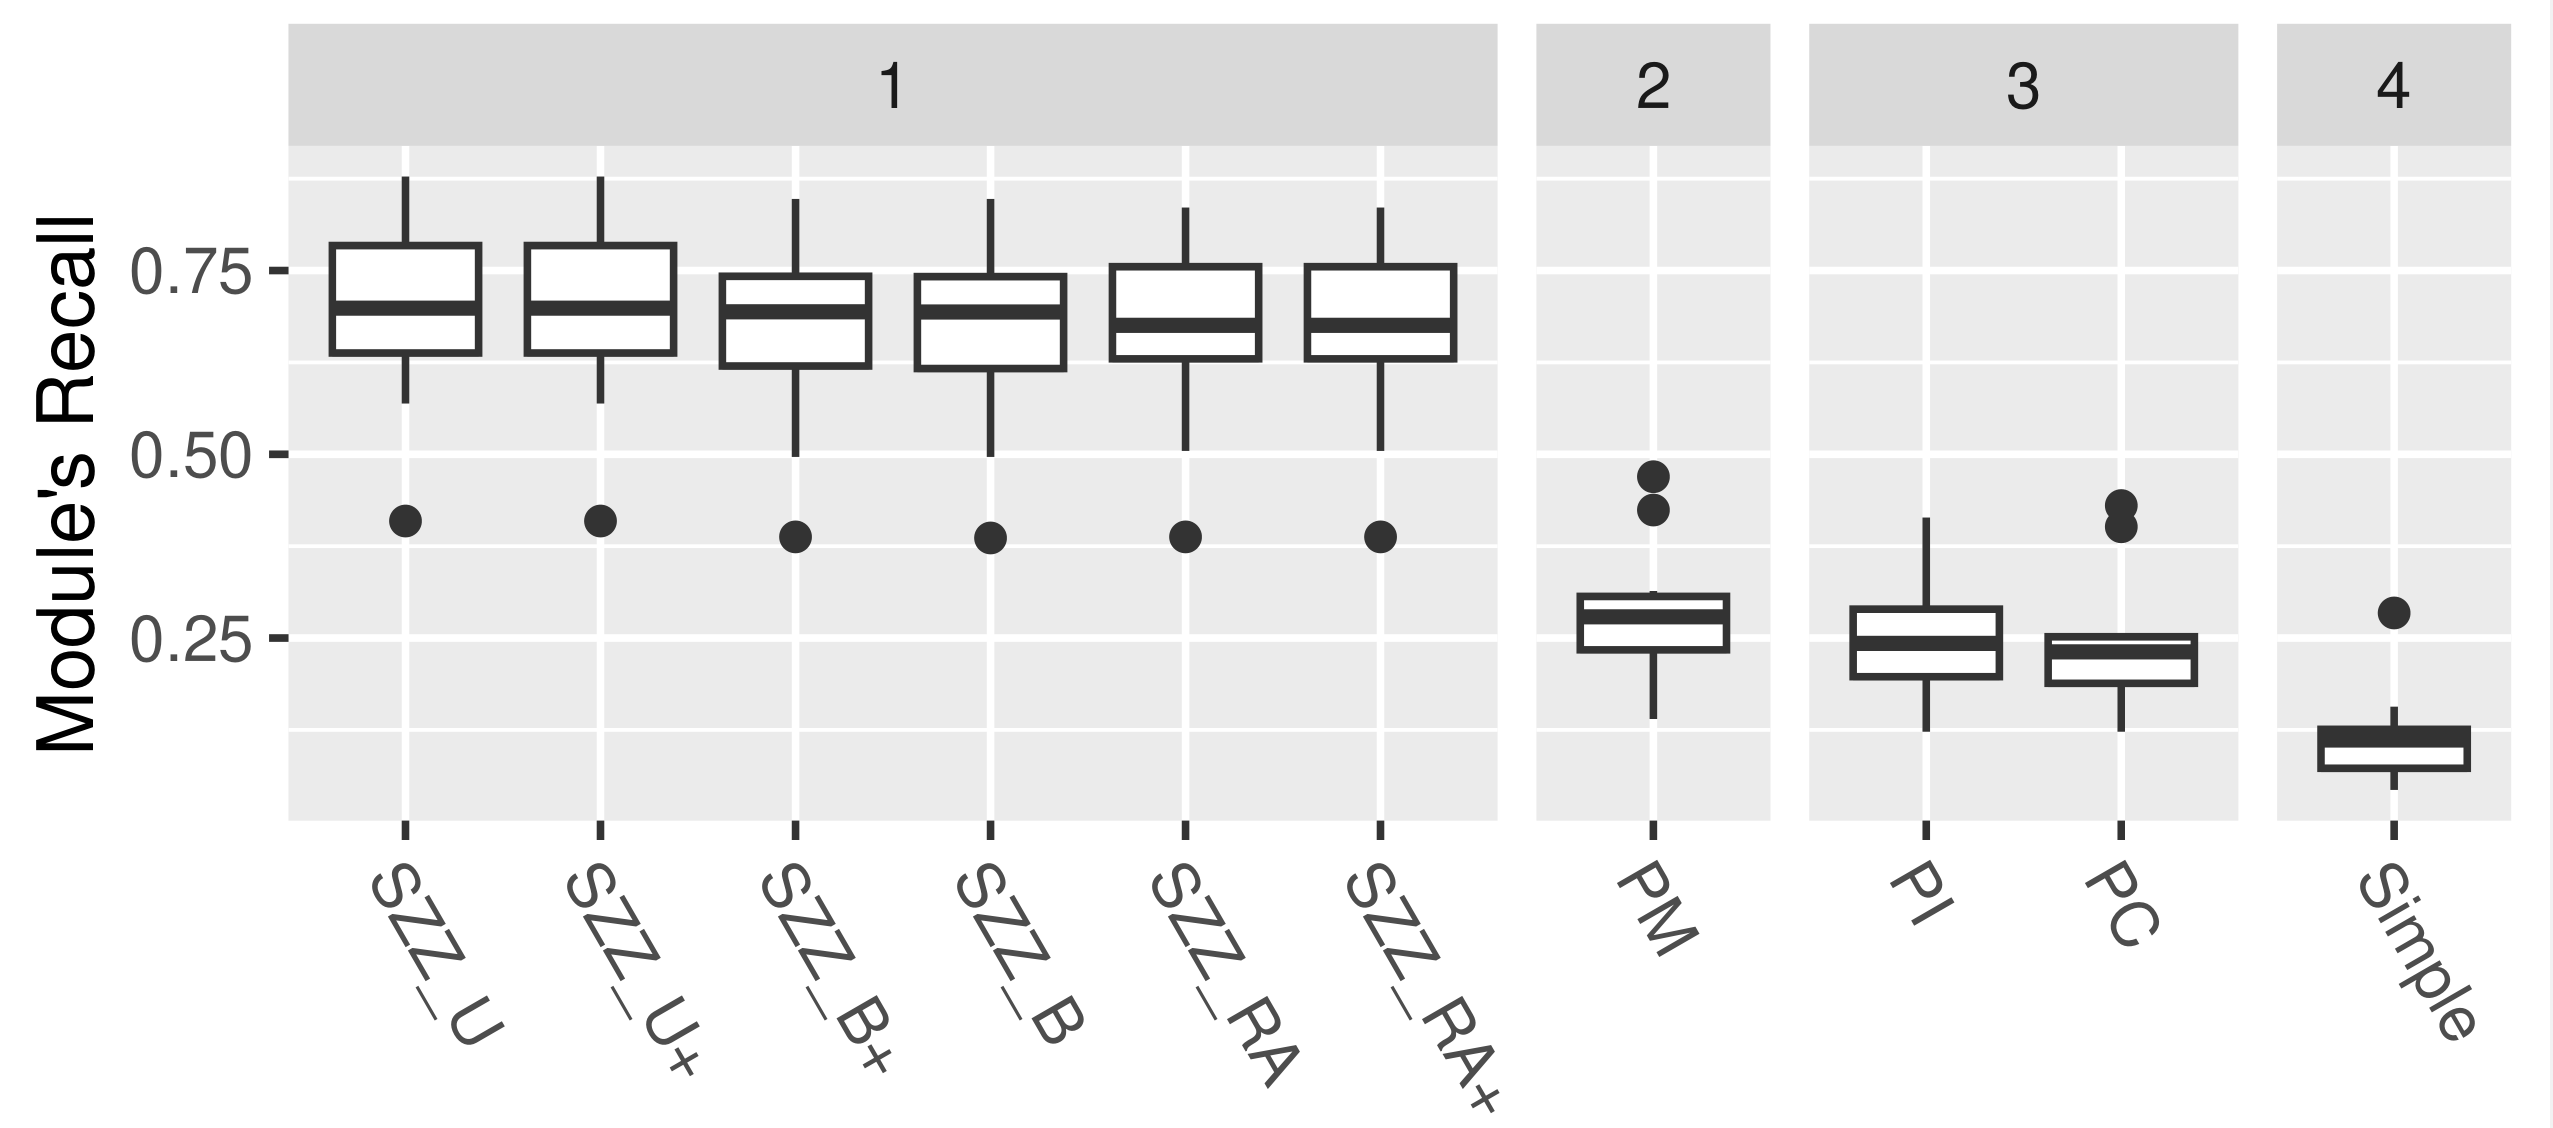 1
2
3
4
Module's Recall
0.75
0.50
0.25
SZZ_U
SZZ_U+
SZZ_B+
SZZ_B
SZZ_RA
SZZ_RA+
PM
PI
PC
Simple